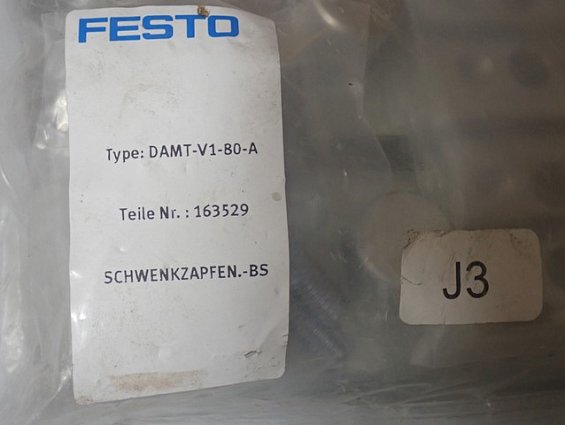 FESTO
Type: DAMT-V1-80-A
Teile Nr. : 163529
SCHWENKZAPFEN.-BS
J3